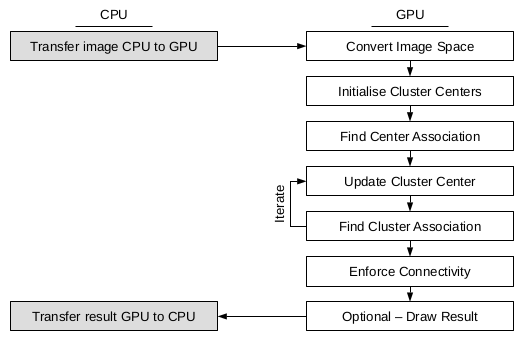 CPU
GPU
Transfer image CPU to GPU
Convert Image Space
Initialise Cluster Centers
Find Center Association
Update Cluster Center
Iterate
Find Cluster Association
Enforce Connectivity
Transfer result GPU to CPU
Optional – Draw Result